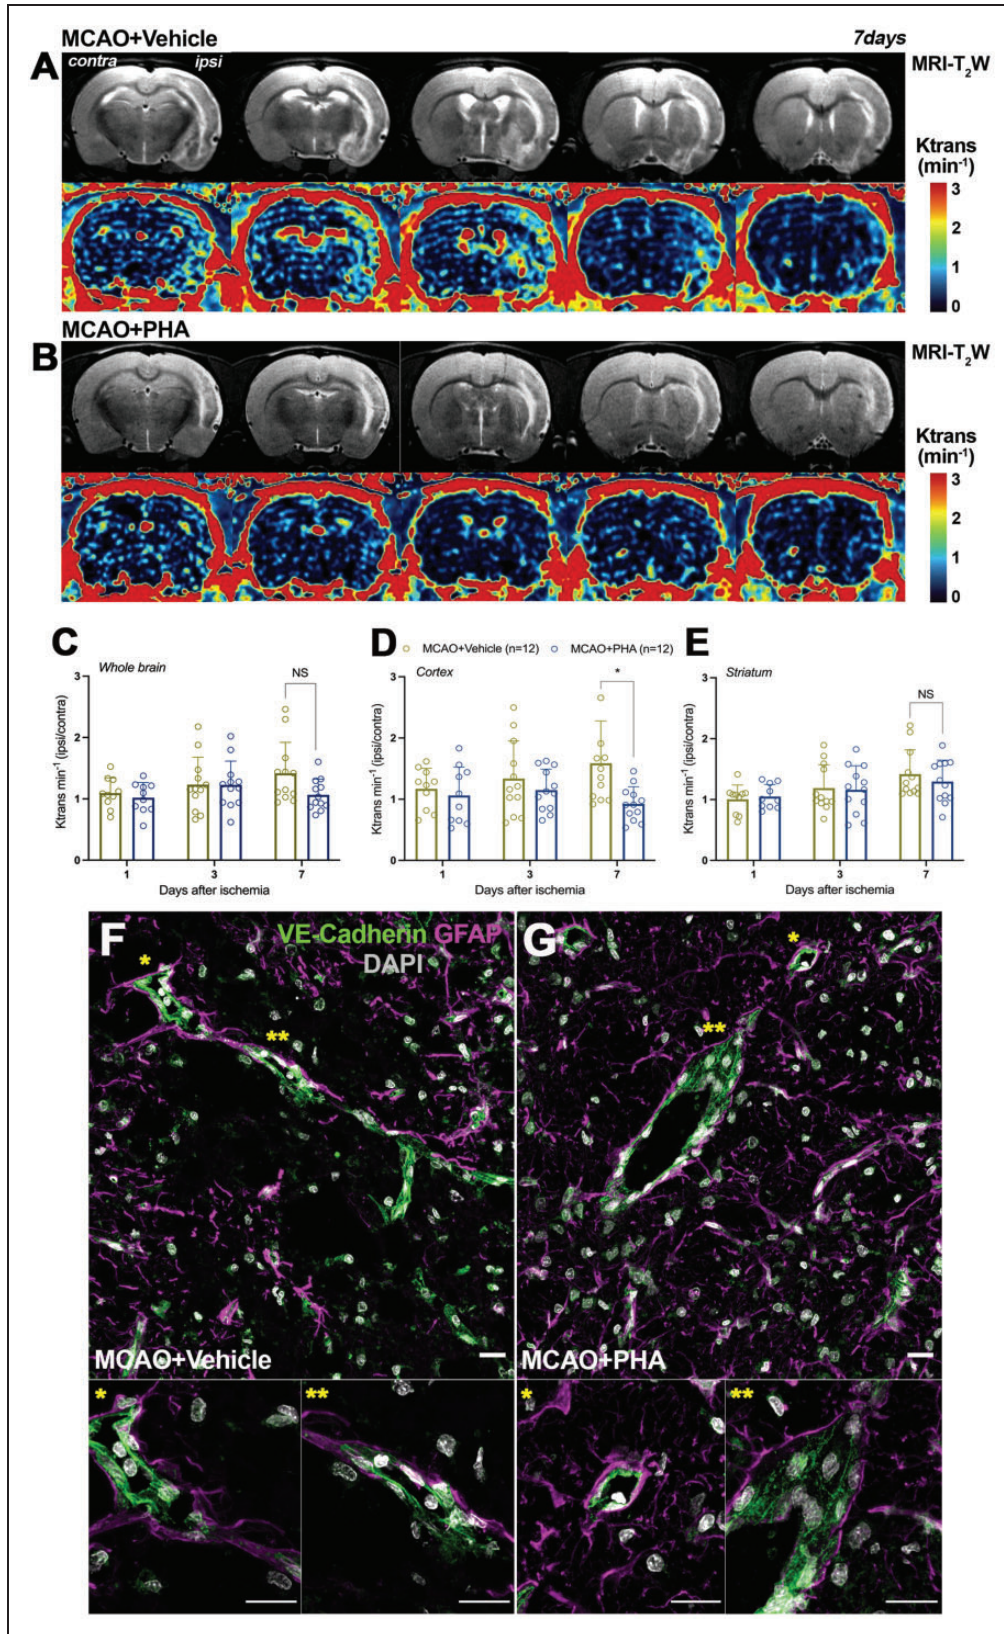 MCAO+Vehicle 7days
A contra ipsi MRI-T₂W
Ktrans
(min⁻¹)
3
2
1
0
MCAO+PHA
B MRI-T₂W
Ktrans
(min⁻¹)
3
2
1
0
C D E
MCAO+Vehicle (n=12) MCAO+PHA (n=12)
Whole brain
NS
Ktrans min⁻¹ (ipsi/contra)
3
2
1
0
1 3 7
Days after ischemia
Cortex
*
Ktrans min⁻¹ (ipsi/contra)
3
2
1
0
1 3 7
Days after ischemia
Striatum
NS
Ktrans min⁻¹ (ipsi/contra)
3
2
1
0
1 3 7
Days after ischemia
F VE-Cadherin GFAP
DAPI
*
**
MCAO+Vehicle
*
**
G
*
**
MCAO+PHA
*
**